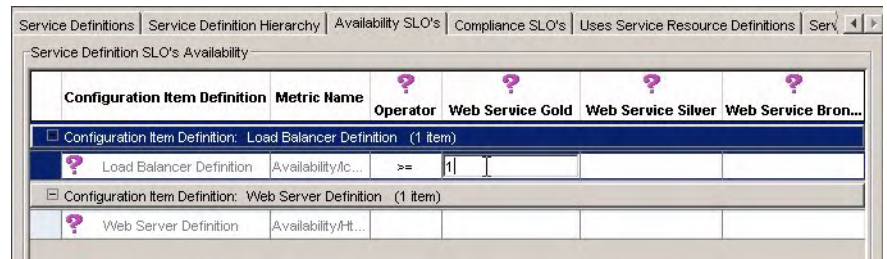 Service Definitions Service Definition Hierarchy Availability SLO's Compliance SLO's Uses Service Resource Definitions Serv
Service Definition SLO's Availability
Configuration Item Definition Metric Name Operator Web Service Gold Web Service Silver Web Service Bron...
Configuration Item Definition: Load Balancer Definition (1 item)
Load Balancer Definition Availability/Ic... >= 1
Configuration Item Definition: Web Server Definition (1 item)
Web Server Definition Availability/Ht...